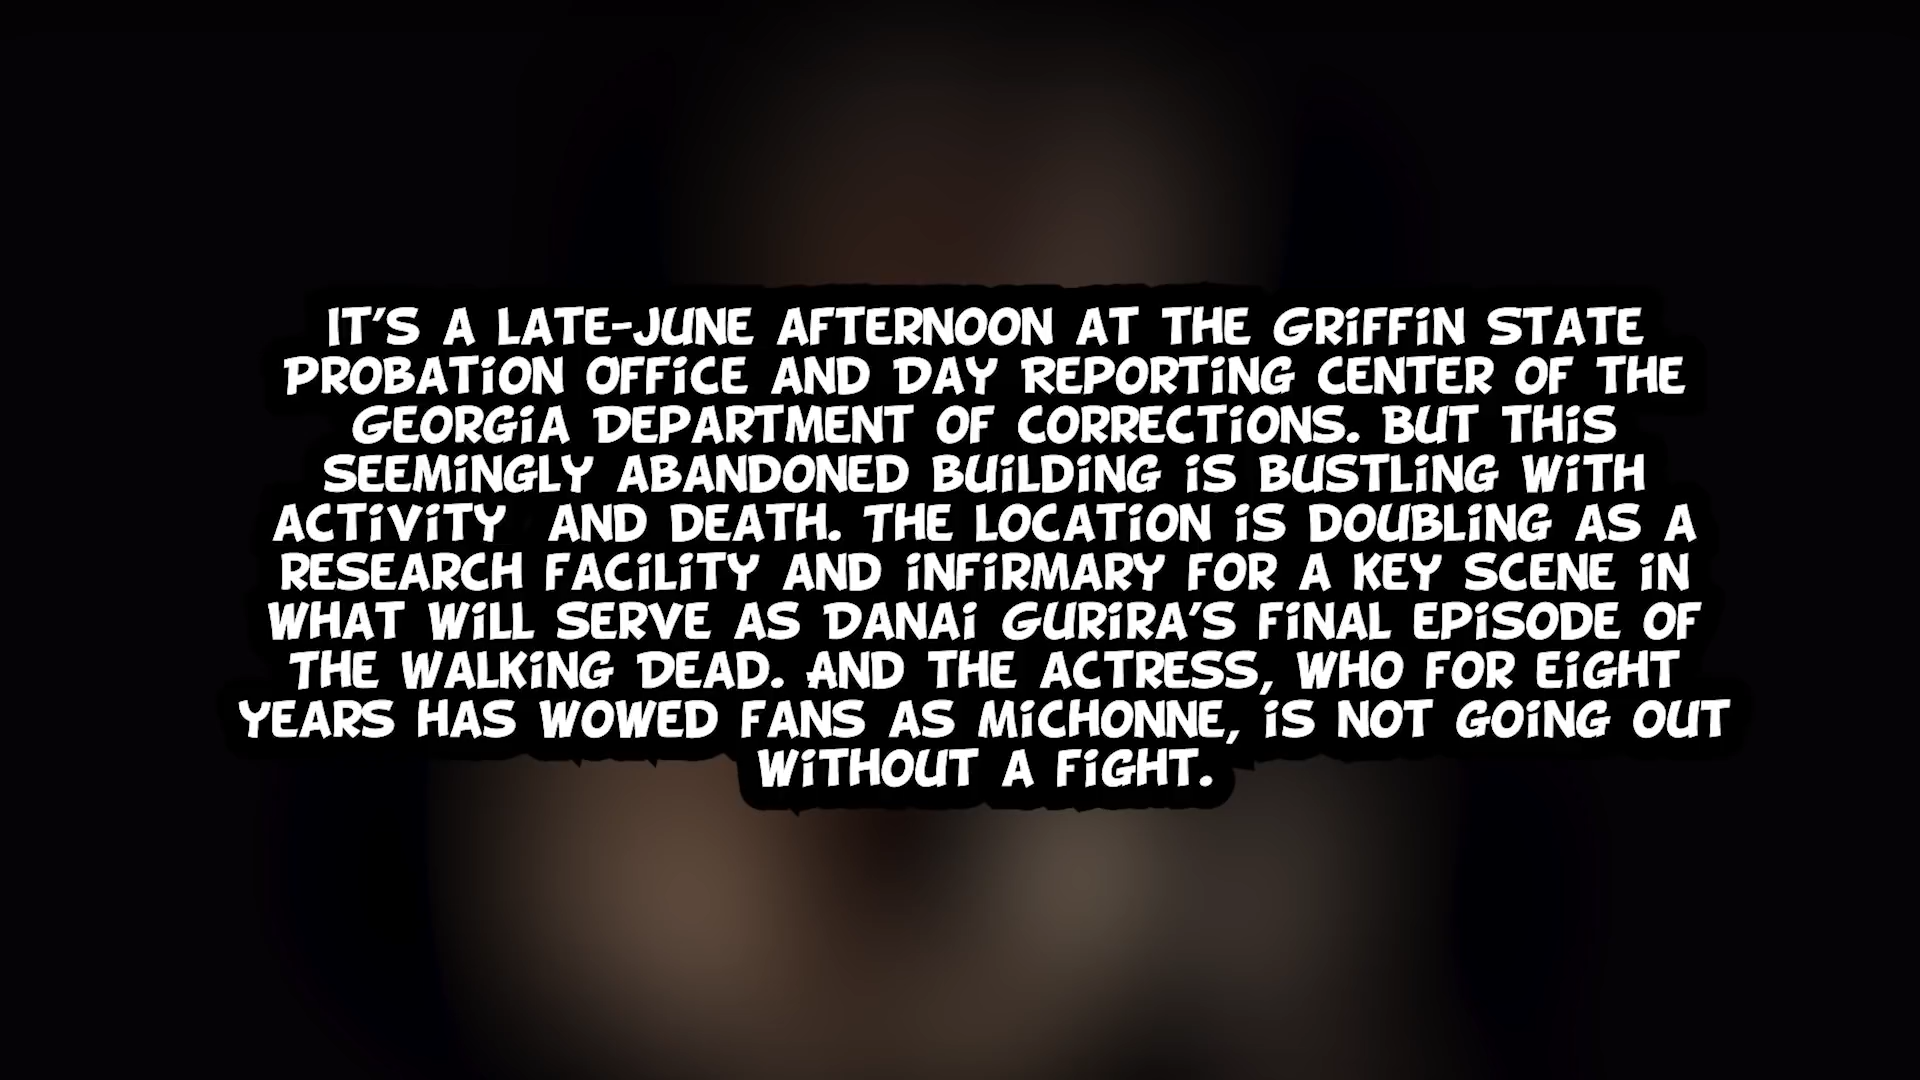 IT'S A LATE-JUNE AFTERNOON AT THE GRIFFIN STATE
PROBATION OFFICE AND DAY REPORTING CENTER OF THE
GEORGIA DEPARTMENT OF CORRECTIONS. BUT THIS
SEEMINGLY ABANDONED BUILDING IS BUSTLING WITH
ACTIVITY  AND DEATH. THE LOCATION IS DOUBLING AS A
RESEARCH FACILITY AND INFIRMARY FOR A KEY SCENE IN
WHAT WILL SERVE AS DANAI GURIRA'S FINAL EPISODE OF
THE WALKING DEAD. AND THE ACTRESS, WHO FOR EIGHT
YEARS HAS WOWED FANS AS MICHONNE, IS NOT GOING OUT
WITHOUT A FIGHT.